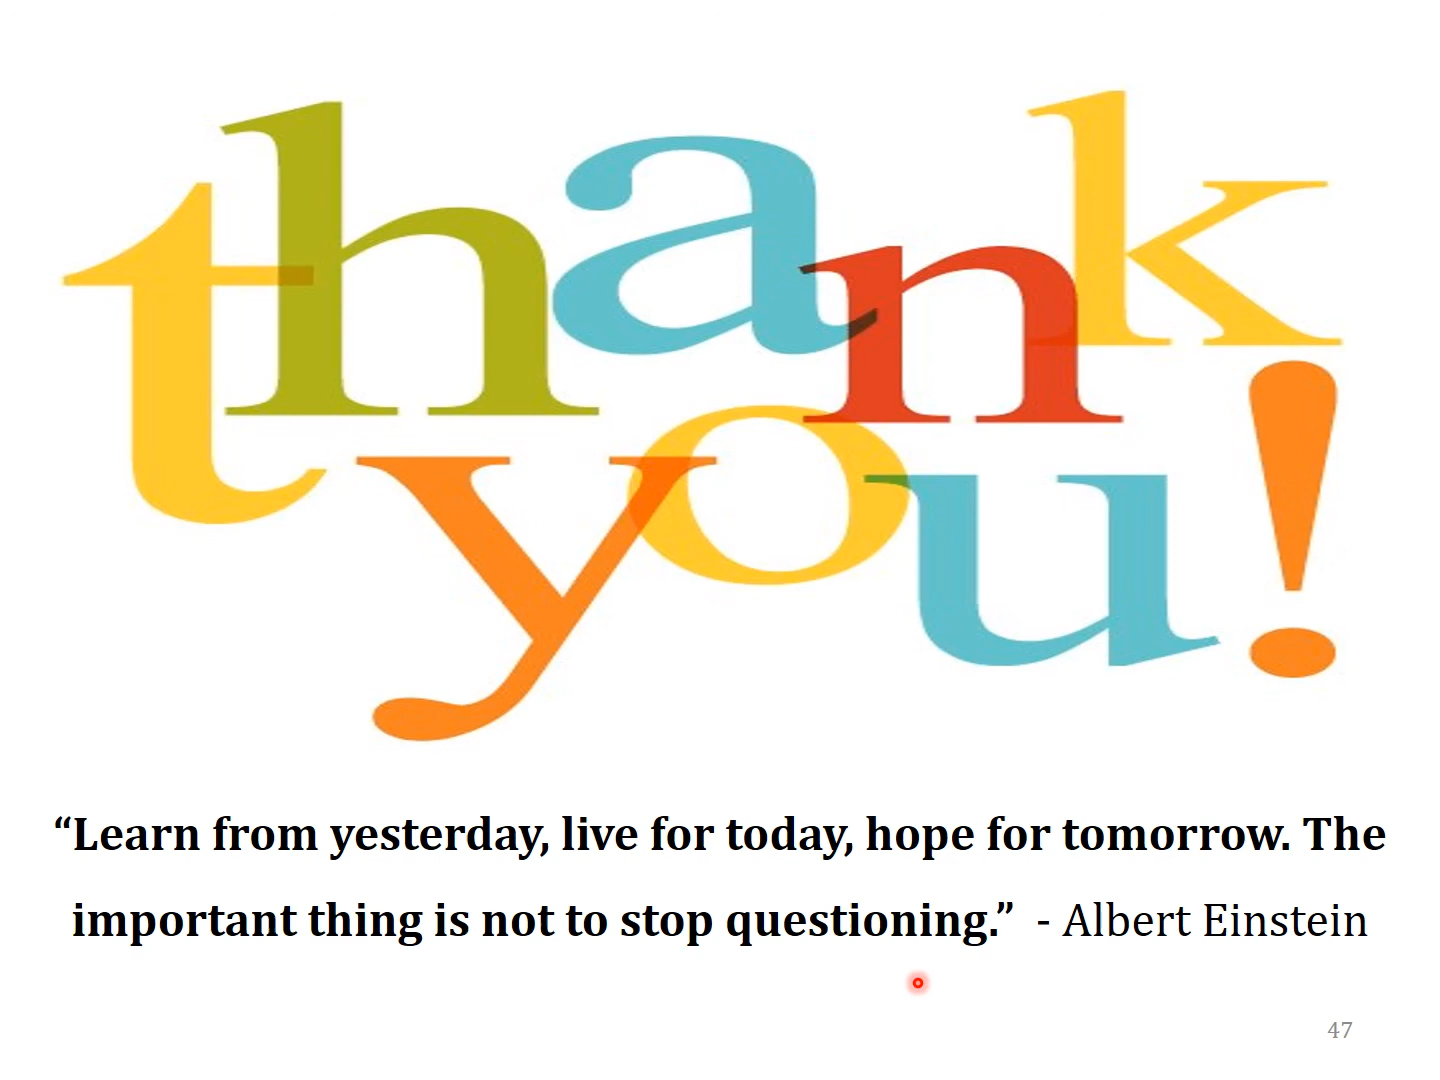 thank
you!
“Learn from yesterday, live for today, hope for tomorrow. The
important thing is not to stop questioning.” - Albert Einstein
47